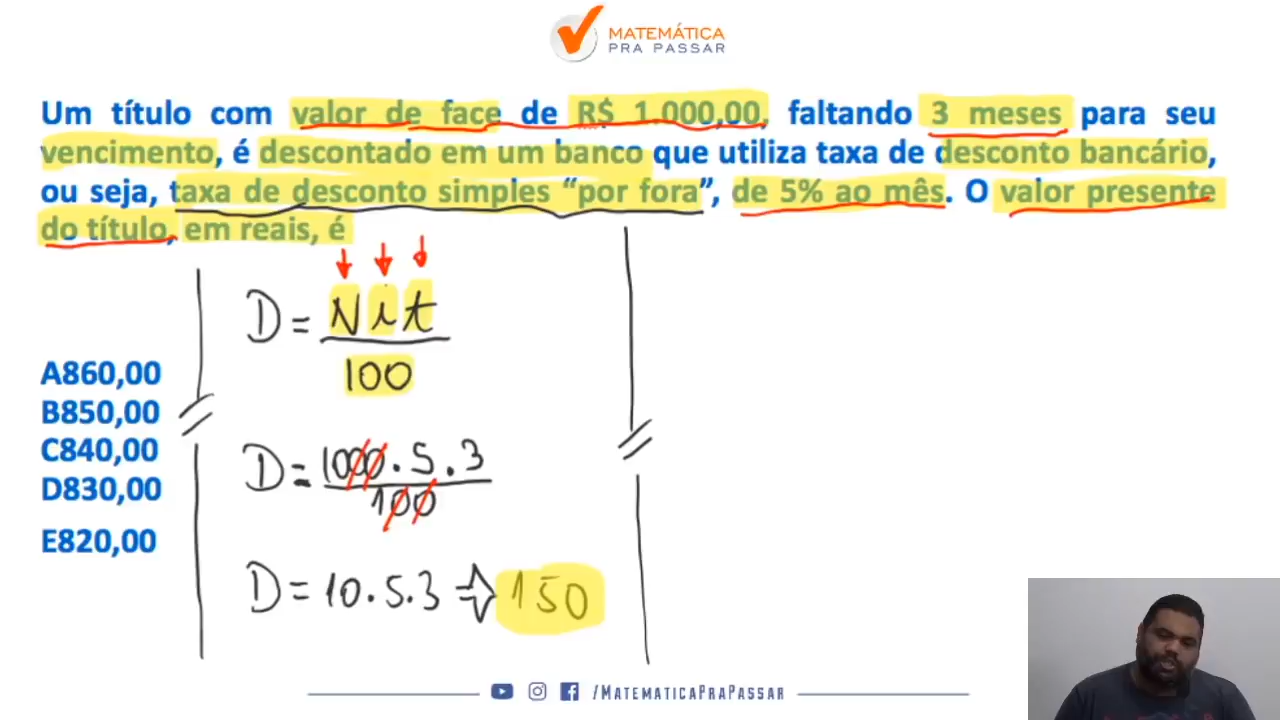 MATEMÁTICA
PRA PASSAR
Um título com valor de face de R$ 1.000,00, faltando 3 meses para seu
vencimento, é descontado em um banco que utiliza taxa de desconto bancário,
ou seja, taxa de desconto simples “por fora”, de 5% ao mês. O valor presente
do título, em reais, é
D = Nit
100
A860,00
B850,00
C840,00
D830,00
E820,00
D = 1000.5.3
100
D = 10.5.3 ⇒ 150
/MATEMATICAPRAPASSAR